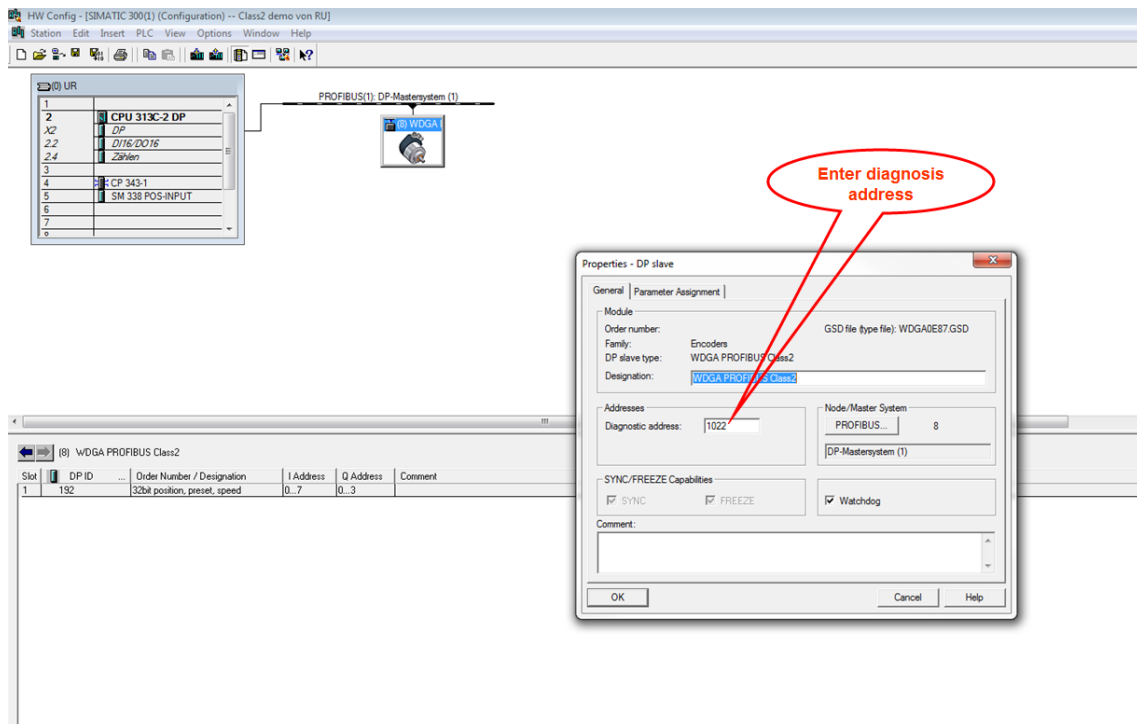 HW Config - [SIMATIC 300(1) (Configuration) -- Class2 demo von RU]
Station Edit Insert PLC View Options Window Help
(0) UR
1
2 CPU 313C-2 DP
X2 DP
2.2 DI16/DO16
2.4 Zählen
3
4 CP 343-1
5 SM 338 POS-INPUT
6
7
PROFIBUS(1): DP-Mastersystem (1)
(8) WDGA
Enter diagnosis
address
Properties - DP slave
General Parameter Assignment
Module
Order number: GSD file (type file): WDGA0E87.GSD
Family: Encoders
DP slave type: WDGA PROFIBUS Class2
Designation: WDGA PROFIBUS Class2
Addresses
Diagnostic address: 1022
Node/Master System
PROFIBUS... 8
DP-Mastersystem (1)
SYNC/FREEZE Capabilities
SYNC FREEZE
Watchdog
Comment:
OK Cancel Help
(8) WDGA PROFIBUS Class2
Slot DP ID ... Order Number / Designation I Address Q Address Comment
1 192 32bit position, preset, speed 0...7 0...3